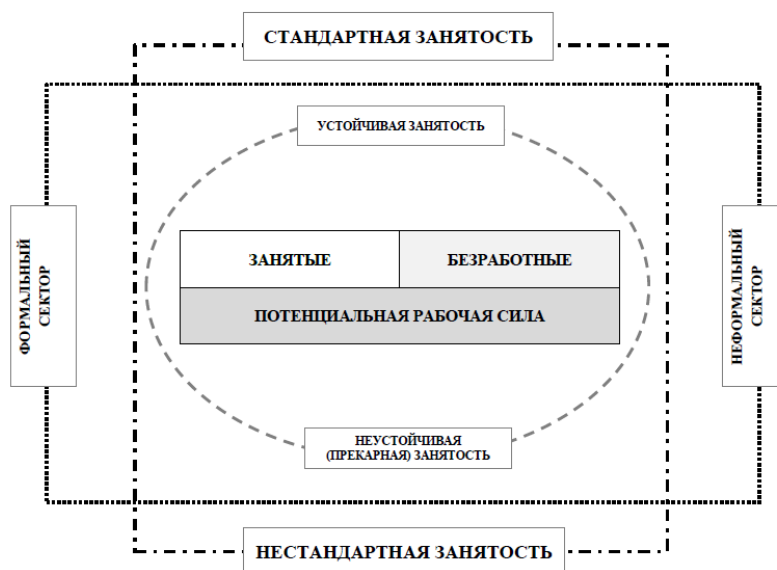 СТАНДАРТНАЯ ЗАНЯТОСТЬ
УСТОЙЧИВАЯ ЗАНЯТОСТЬ
ФОРМАЛЬНЫЙ
СЕКТОР
ЗАНЯТЫЕ
БЕЗРАБОТНЫЕ
ПОТЕНЦИАЛЬНАЯ РАБОЧАЯ СИЛА
НЕФОРМАЛЬНЫЙ
СЕКТОР
НЕУСТОЙЧИВАЯ
(ПРЕКАРНАЯ) ЗАНЯТОСТЬ
НЕСТАНДАРТНАЯ ЗАНЯТОСТЬ